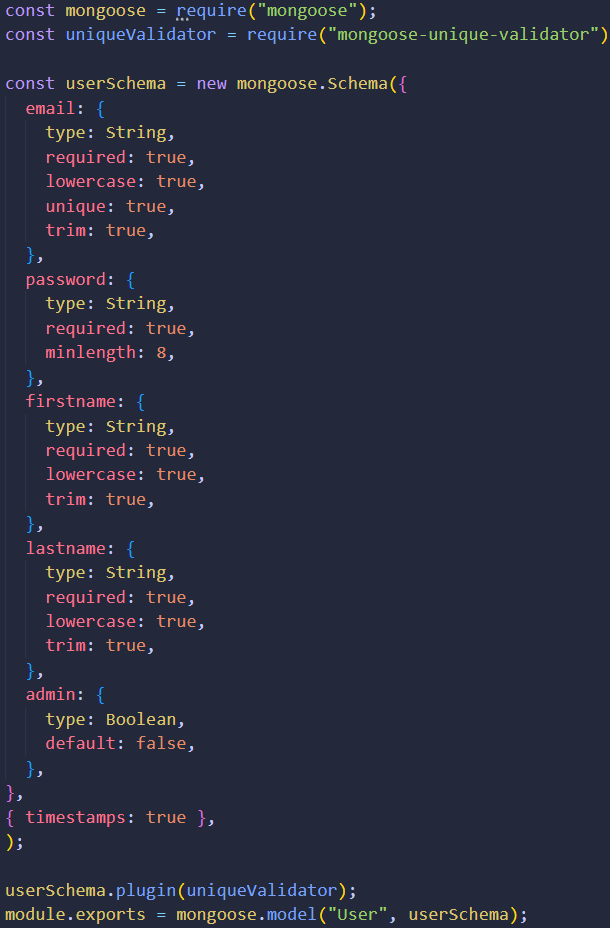 const mongoose = require("mongoose");
const uniqueValidator = require("mongoose-unique-validator")

const userSchema = new mongoose.Schema({
  email: {
    type: String,
    required: true,
    lowercase: true,
    unique: true,
    trim: true,
  },
  password: {
    type: String,
    required: true,
    minlength: 8,
  },
  firstname: {
    type: String,
    required: true,
    lowercase: true,
    trim: true,
  },
  lastname: {
    type: String,
    required: true,
    lowercase: true,
    trim: true,
  },
  admin: {
    type: Boolean,
    default: false,
  },
},
{ timestamps: true },
);

userSchema.plugin(uniqueValidator);
module.exports = mongoose.model("User", userSchema);